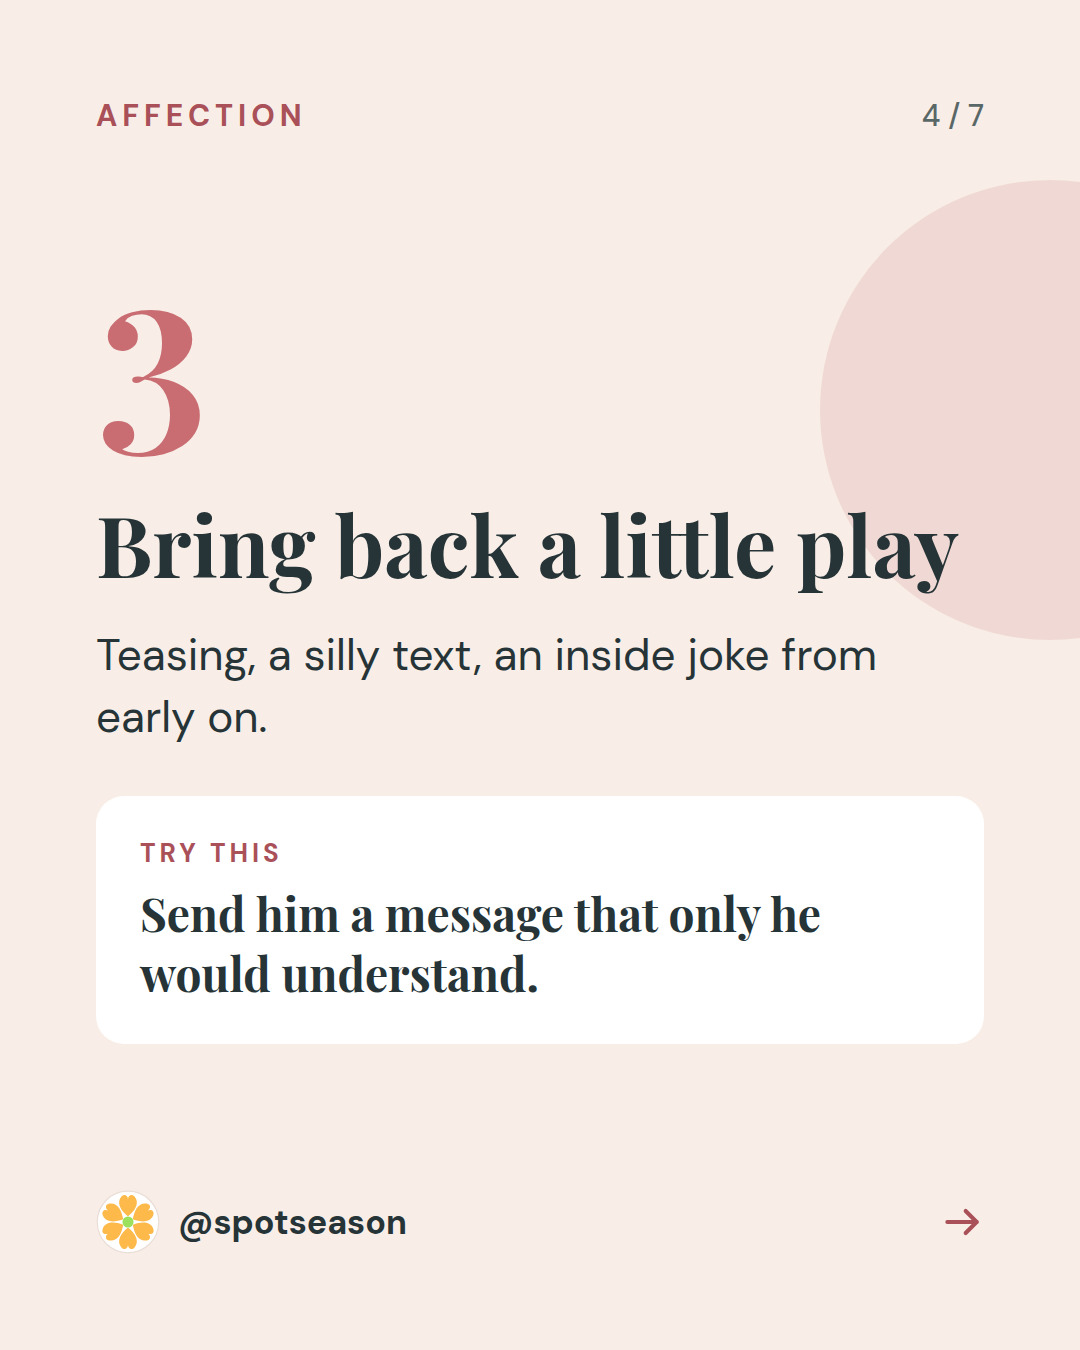 AFFECTION
4 / 7
3
Bring back a little play
Teasing, a silly text, an inside joke from
early on.
TRY THIS
Send him a message that only he
would understand.
@spotseason